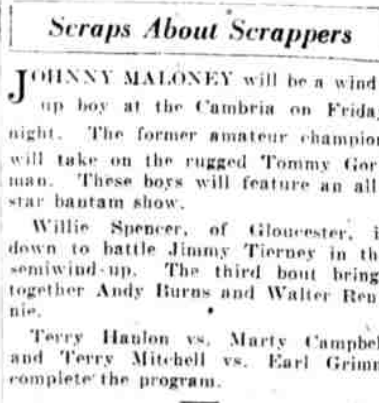 Scraps About Scrappers
JOHNNY MALONEY will be a wind
up boy at the Cambria on Frida
night. The former amateur champion
will take on the rugged Tommy Gor
man. These boys will feature an all
star bantam show.
Willie Spencer, of Gloucester, i
down to battle Jimmy Tierney in th
semiwind-up. The third bout bring
together Andy Burns and Walter Ren
nie.
Terry Hanlon vs. Marty Campbel
and Terry Mitchell vs. Earl Grimm
complete the program.